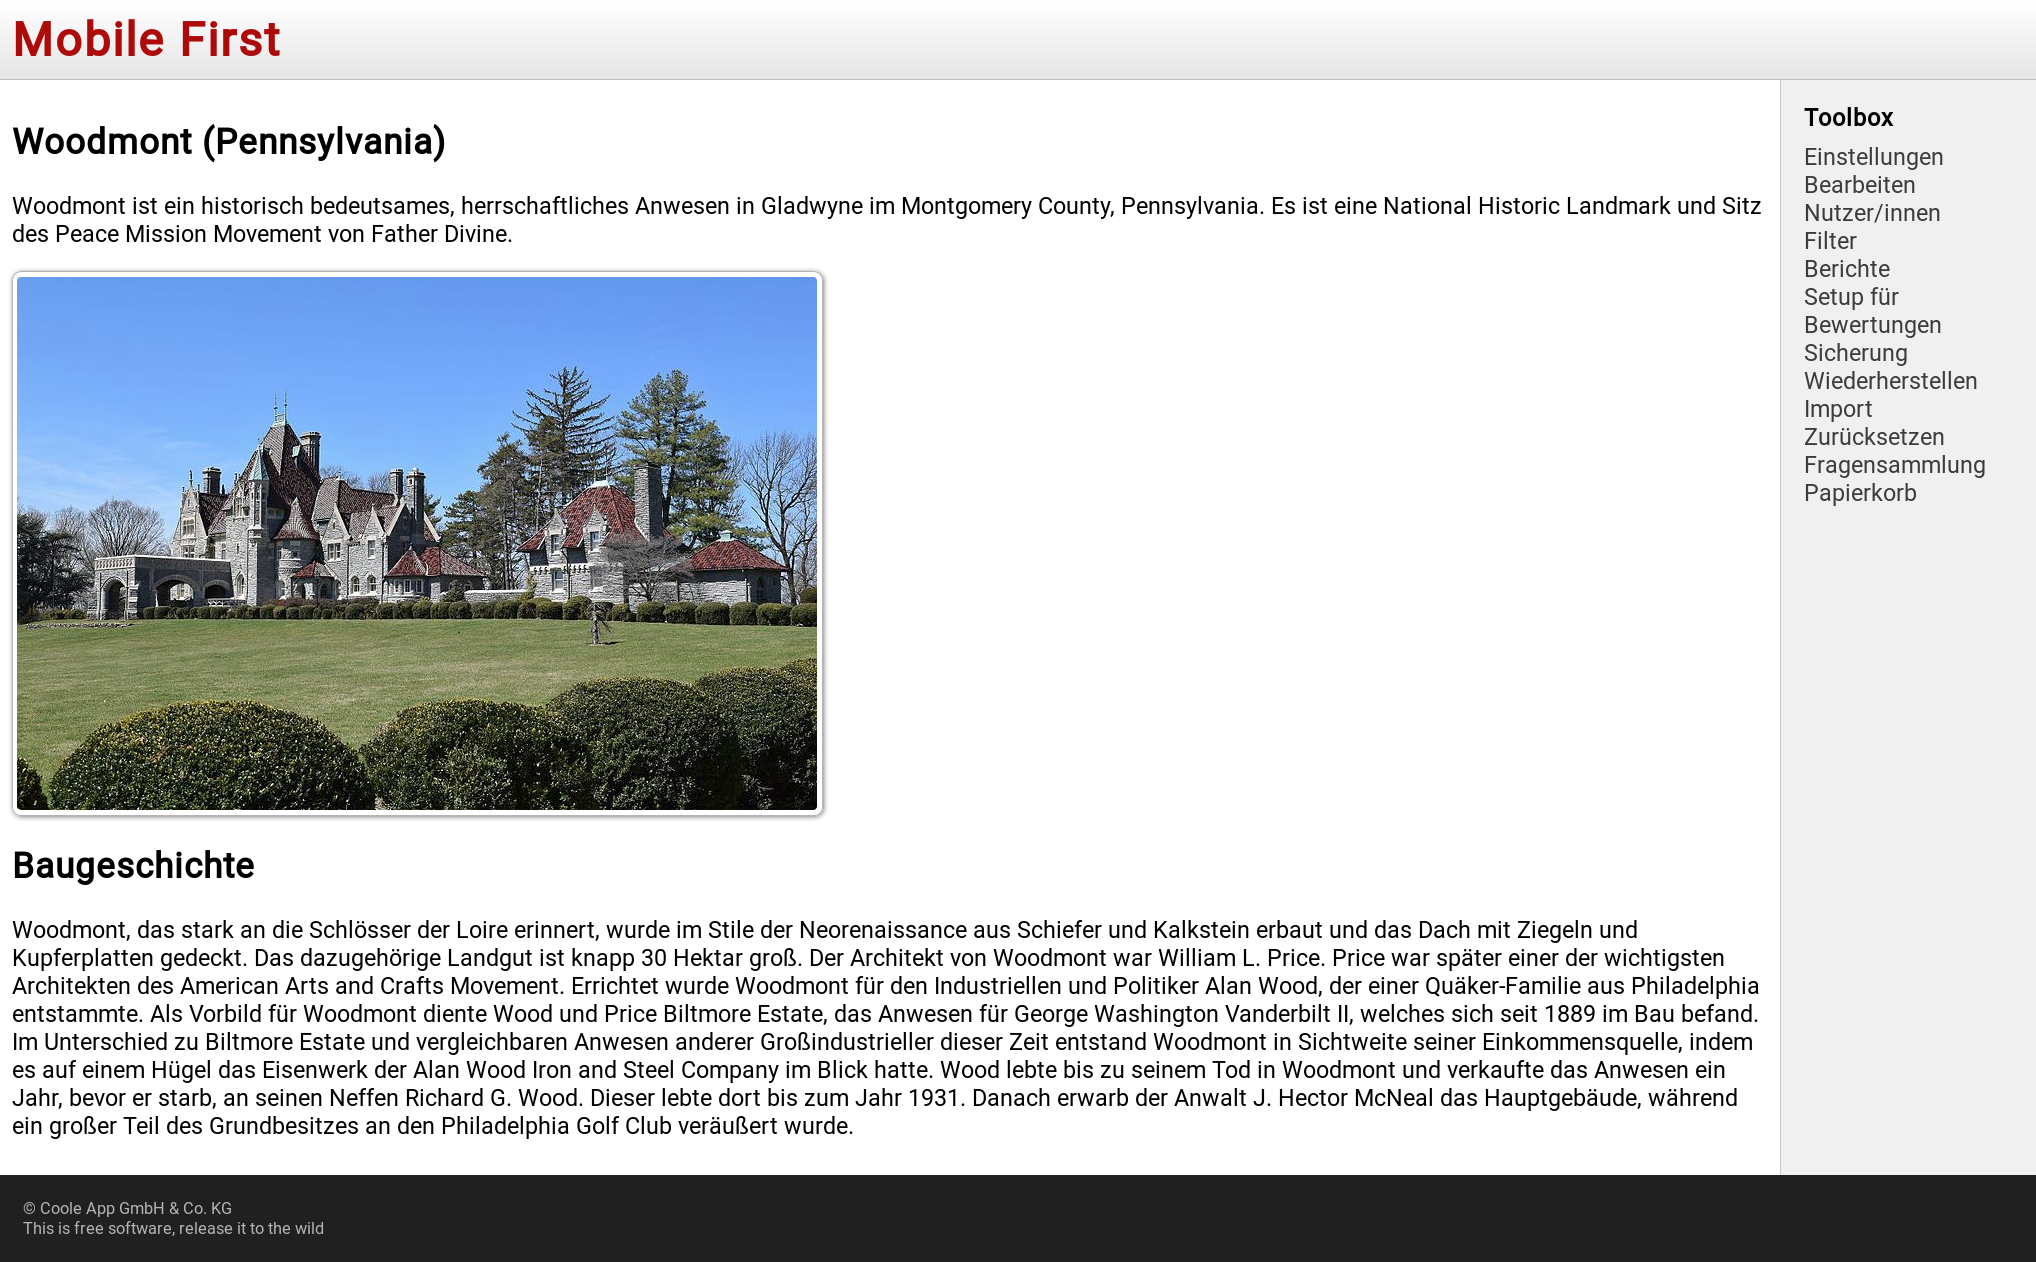 Mobile First
Woodmont (Pennsylvania)
Woodmont ist ein historisch bedeutsames, herrschaftliches Anwesen in Gladwyne im Montgomery County, Pennsylvania. Es ist eine National Historic Landmark und Sitz
des Peace Mission Movement von Father Divine.
Baugeschichte
Woodmont, das stark an die Schlösser der Loire erinnert, wurde im Stile der Neorenaissance aus Schiefer und Kalkstein erbaut und das Dach mit Ziegeln und
Kupferplatten gedeckt. Das dazugehörige Landgut ist knapp 30 Hektar groß. Der Architekt von Woodmont war William L. Price. Price war später einer der wichtigsten
Architekten des American Arts and Crafts Movement. Errichtet wurde Woodmont für den Industriellen und Politiker Alan Wood, der einer Quäker-Familie aus Philadelphia
entstammte. Als Vorbild für Woodmont diente Wood und Price Biltmore Estate, das Anwesen für George Washington Vanderbilt II, welches sich seit 1889 im Bau befand.
Im Unterschied zu Biltmore Estate und vergleichbaren Anwesen anderer Großindustrieller dieser Zeit entstand Woodmont in Sichtweite seiner Einkommensquelle, indem
es auf einem Hügel das Eisenwerk der Alan Wood Iron and Steel Company im Blick hatte. Wood lebte bis zu seinem Tod in Woodmont und verkaufte das Anwesen ein
Jahr, bevor er starb, an seinen Neffen Richard G. Wood. Dieser lebte dort bis zum Jahr 1931. Danach erwarb der Anwalt J. Hector McNeal das Hauptgebäude, während
ein großer Teil des Grundbesitzes an den Philadelphia Golf Club veräußert wurde.
Toolbox
Einstellungen
Bearbeiten
Nutzer/innen
Filter
Berichte
Setup für
Bewertungen
Sicherung
Wiederherstellen
Import
Zurücksetzen
Fragensammlung
Papierkorb
© Coole App GmbH & Co. KG
This is free software, release it to the wild